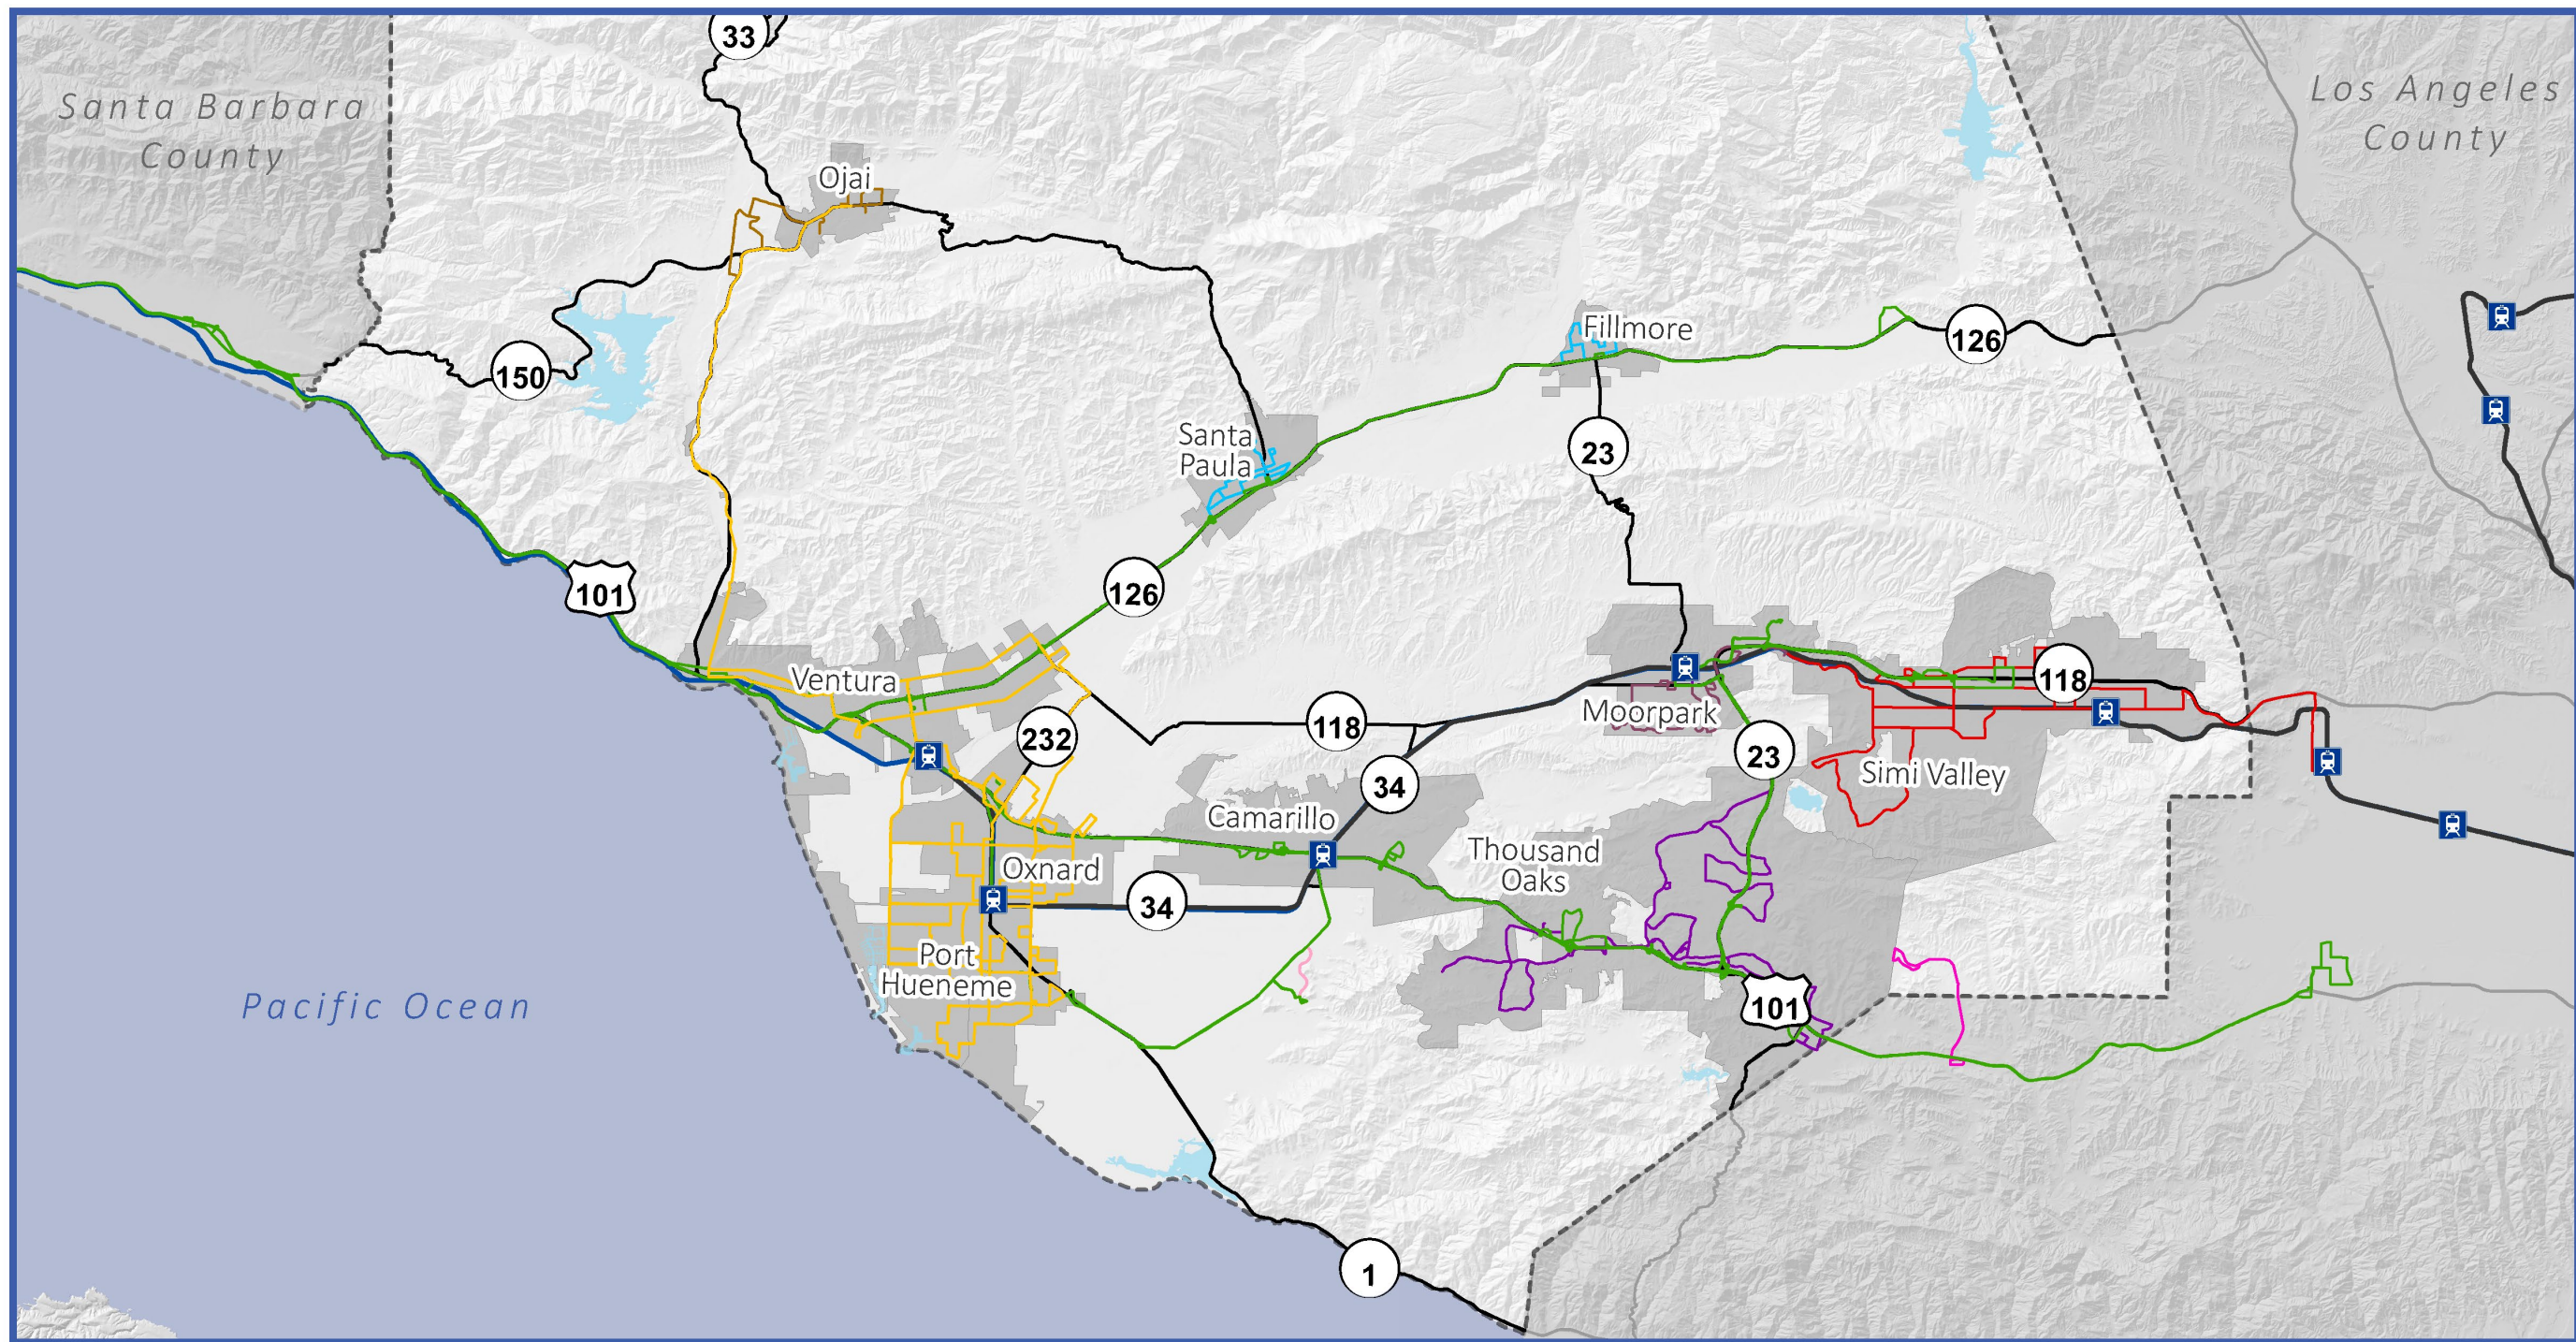 33
Santa Barbara
County
Los Angeles
County
Ojai
Fillmore
126
150
Santa
Paula
23
101
126
Ventura
118
Moorpark
118
232
23
34
Simi Valley
Camarillo
Thousand
Oaks
Oxnard
34
Port
Hueneme
101
Pacific Ocean
1